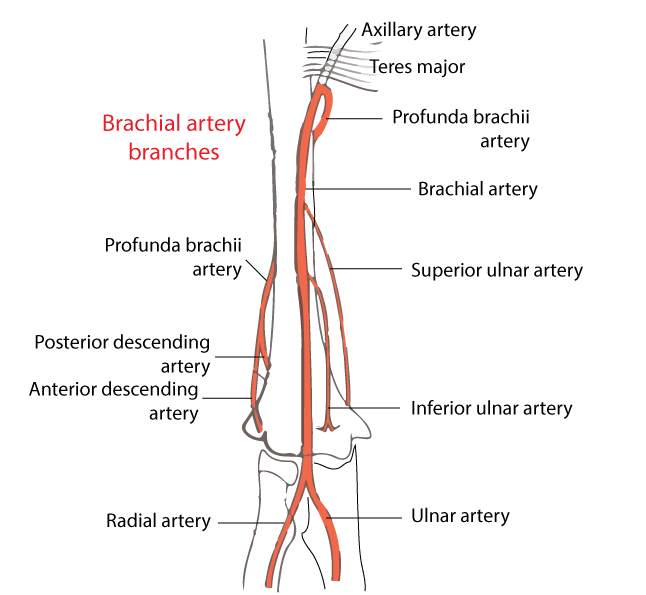 Axillary artery
Teres major
Brachial artery
branches
Profunda brachii
artery
Brachial artery
Profunda brachii
artery
Superior ulnar artery
Posterior descending
artery
Anterior descending
artery
Inferior ulnar artery
Radial artery
Ulnar artery